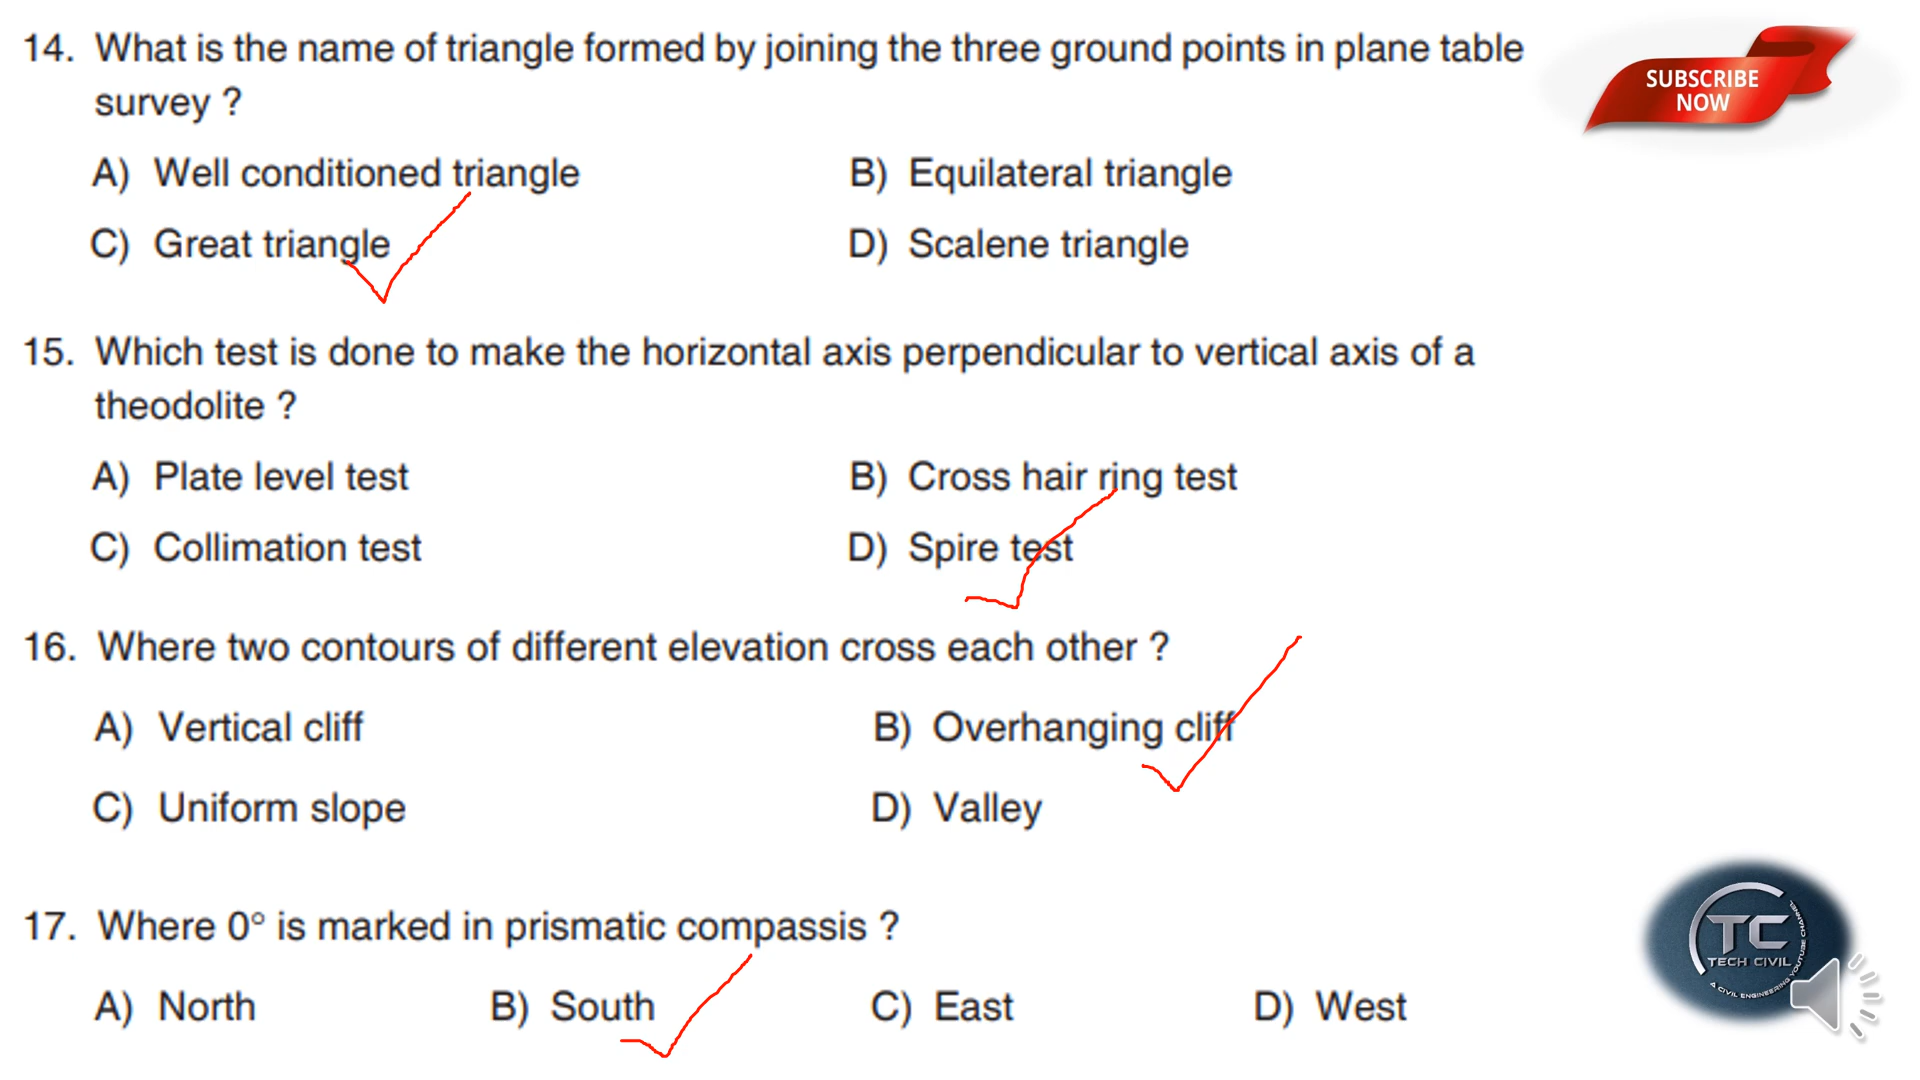 14. What is the name of triangle formed by joining the three ground points in plane table
survey ?
A) Well conditioned triangle B) Equilateral triangle
C) Great triangle D) Scalene triangle
15. Which test is done to make the horizontal axis perpendicular to vertical axis of a
theodolite ?
A) Plate level test B) Cross hair ring test
C) Collimation test D) Spire test
16. Where two contours of different elevation cross each other ?
A) Vertical cliff B) Overhanging cliff
C) Uniform slope D) Valley
17. Where 0° is marked in prismatic compassis ?
A) North B) South C) East D) West
SUBSCRIBE
NOW
TC
TECH CIVIL
A CIVIL ENGINEERING YOUTUBE CHANNEL